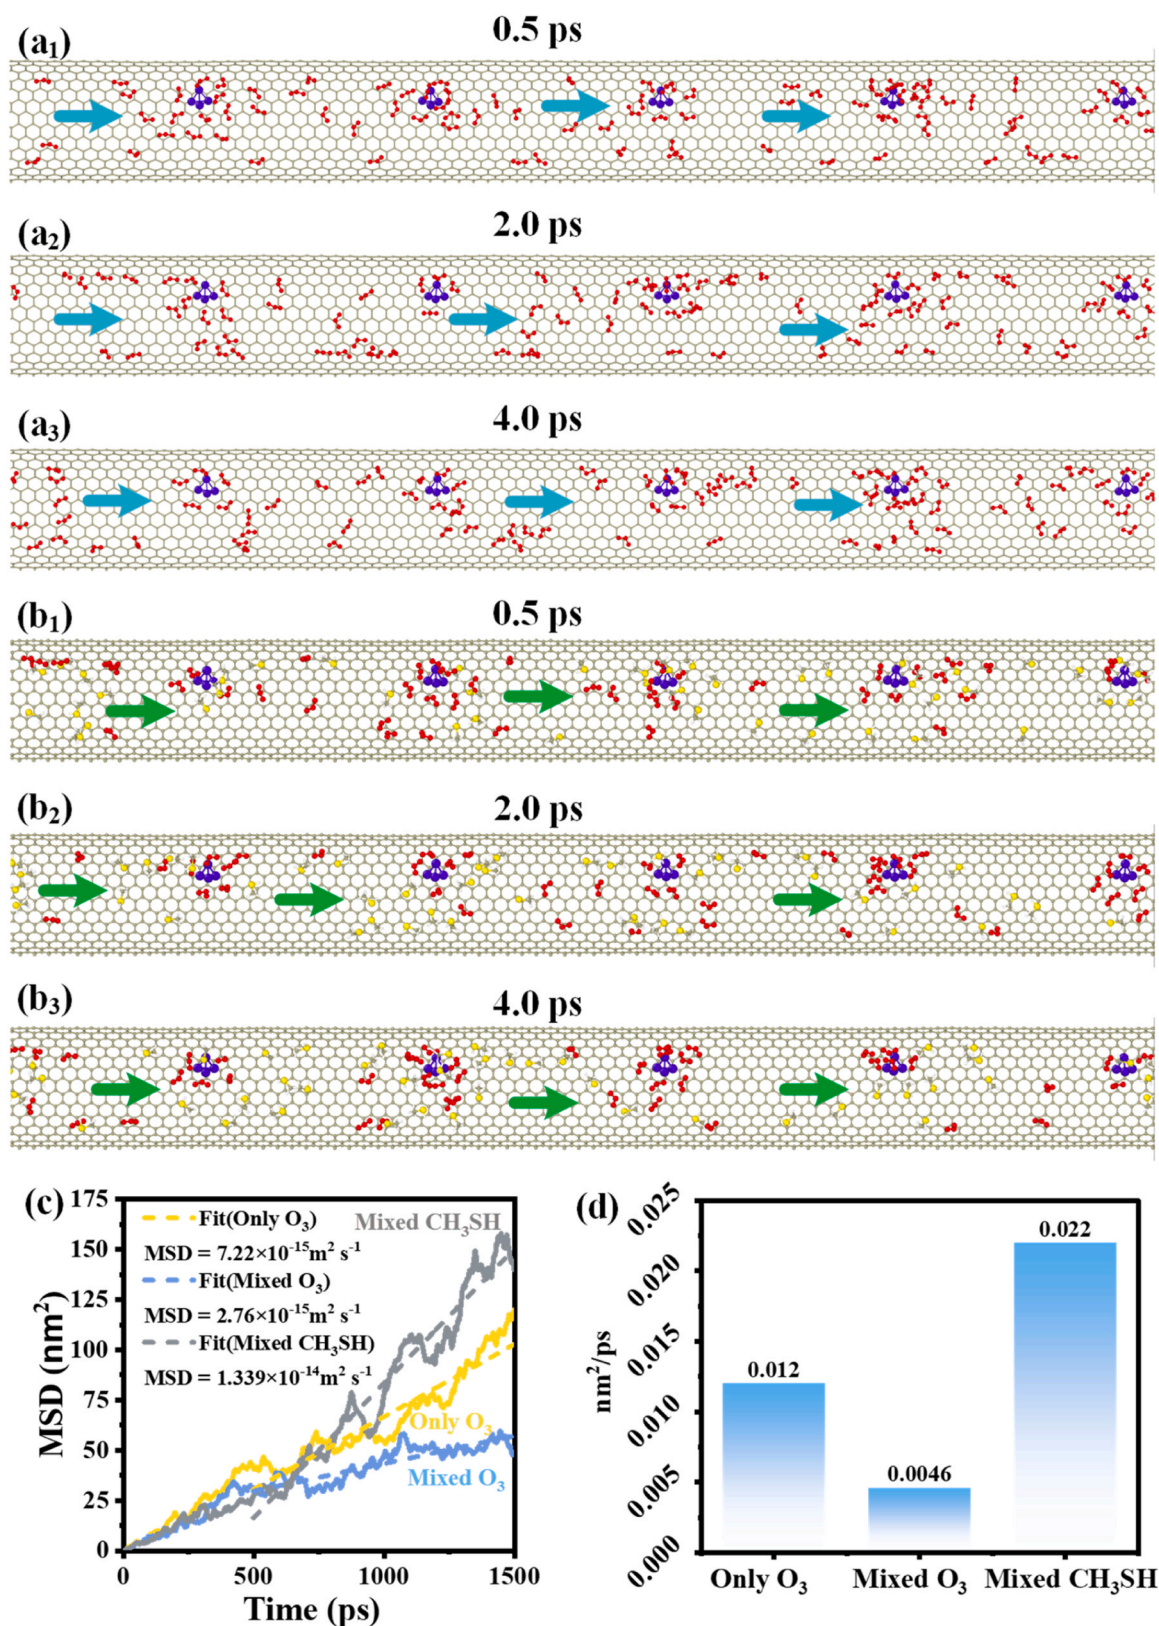 (a₁) 0.5 ps
(a₂) 2.0 ps
(a₃) 4.0 ps
(b₁) 0.5 ps
(b₂) 2.0 ps
(b₃) 4.0 ps
(c)
MSD (nm²)
175
150
125
100
75
50
25
0
Fit(Only O₃)
MSD = 7.22×10⁻¹⁵m² s⁻¹
Fit(Mixed O₃)
MSD = 2.76×10⁻¹⁵m² s⁻¹
Fit(Mixed CH₃SH)
MSD = 1.339×10⁻¹⁴m² s⁻¹
Mixed CH₃SH
Only O₃
Mixed O₃
0 500 1000 1500
Time (ps)
(d)
nm²/ps
0.025
0.020
0.015
0.010
0.005
0.000
0.012
0.0046
0.022
Only O₃ Mixed O₃ Mixed CH₃SH